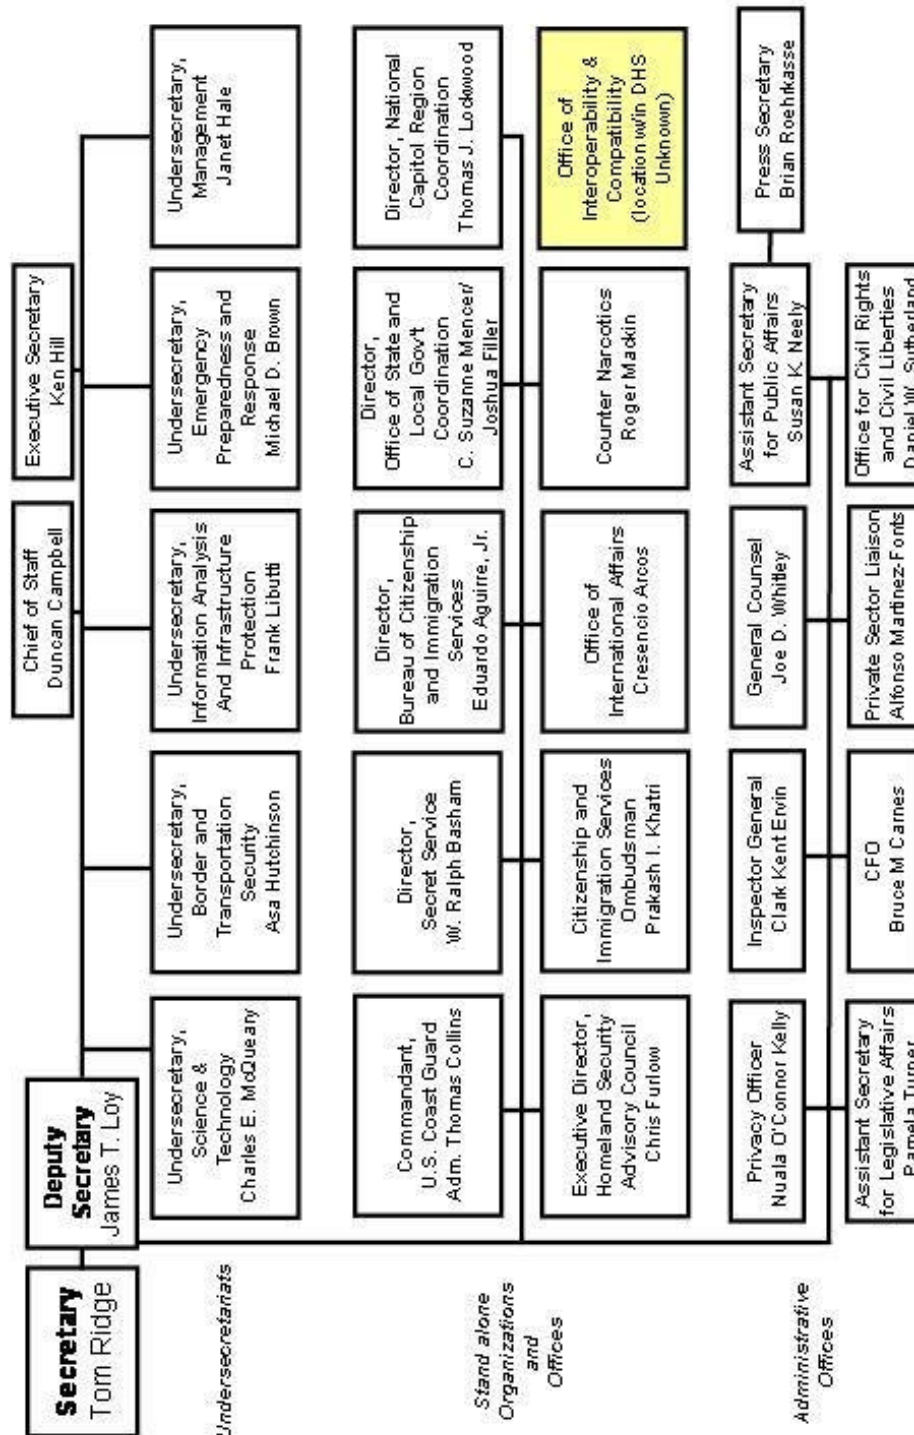 Secretary
Tom Ridge
Deputy
Secretary
James T. Loy
Chief of Staff
Duncan Campbell
Executive Secretary
Ken Hill
Undersecretariats
Undersecretary,
Science &
Technology
Charles E. McQueary
Undersecretary,
Border and
Transportation
Security
Asa Hutchinson
Undersecretary,
Information Analysis
And Infrastructure
Protection
Frank Libutti
Undersecretary,
Emergency
Preparedness and
Response
Michael D. Brown
Undersecretary,
Management
Janet Hale
Stand alone
Organizations
and
Offices
Commandant,
U.S. Coast Guard
Adm. Thomas Collins
Director,
Secret Service
W. Ralph Basham
Director,
Bureau of Citizenship
and Immigration
Services
Eduardo Aguirre, Jr.
Director,
Office of State and
Local Gov't
Coordination
C. Suzanne Mencer/
Joshua Filler
Director, National
Capitol Region
Coordination
Thomas J. Lockwood
Executive Director,
Homeland Security
Advisory Council
Chris Furlow
Citizenship and
Immigration Services
Ombudsman
Prakash I. Khatri
Office of
International Affairs
Cresencio Arcos
Counter Narcotics
Roger Mackin
Office of
Interoperability &
Compatibility
(location w/in DHS
Unknown)
Administrative
Offices
Privacy Officer
Nuala O'Connor Kelly
Inspector General
Clark Kent Ervin
General Counsel
Joe D. Whitley
Assistant Secretary
for Public Affairs
Susan K. Neely
Press Secretary
Brian Roehrkasse
Assistant Secretary
for Legislative Affairs
Pamela Turner
CFO
Bruce M Carnes
Private Sector Liaison
Alfonso Martinez-Fonts
Office for Civil Rights
and Civil Liberties
Daniel W. Sutherland